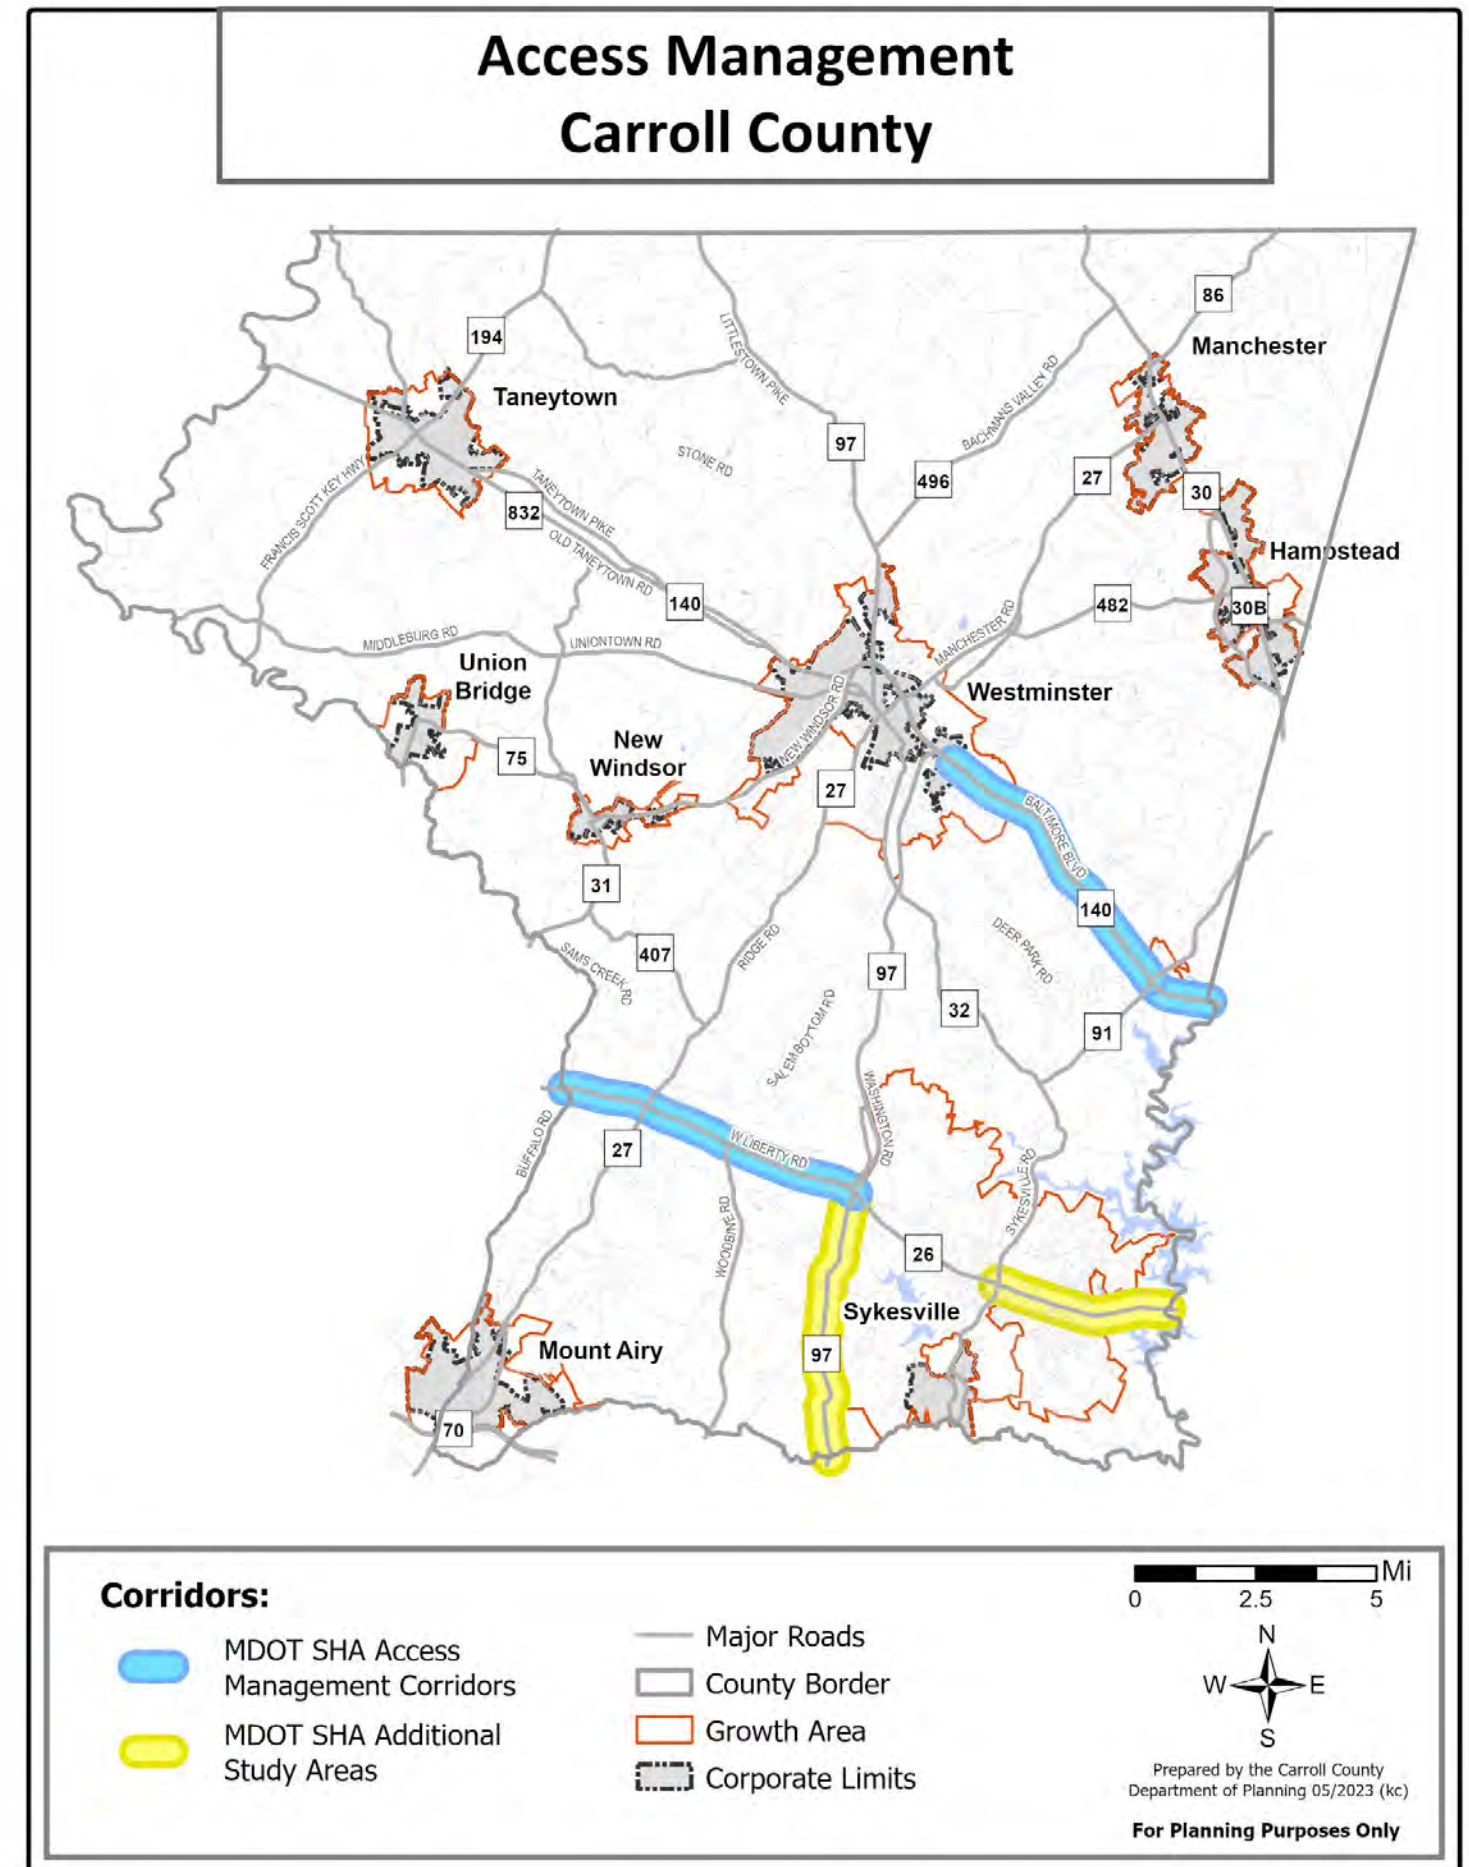 Access Management
Carroll County
86
Manchester
194
Taneytown
LITTLESTOWN PIKE
BACHMANS VALLEY RD
97
STONE RD
496
27
30
FRANCIS SCOTT KEY HWY
TANEYTOWN PIKE
832
OLD TANEYTOWN RD
Hampstead
140
482
30B
MANCHESTER RD
MIDDLEBURG RD
UNIONTOWN RD
Union
Bridge
Westminster
NEW WINDSOR RD
New
Windsor
75
27
BALTIMORE BLVD
31
140
407
RIDGE RD
DEER PARK RD
SAMS CREEK RD
97
32
91
SALEM BOTTOM RD
WASHINGTON RD
BUFFALO RD
27
W LIBERTY RD
SYKESVILLE RD
WOODBINE RD
26
Sykesville
Mount Airy
97
70
Corridors:
MDOT SHA Access
Management Corridors
MDOT SHA Additional
Study Areas
Major Roads
County Border
Growth Area
Corporate Limits
Mi
0 2.5 5
N
W E
S
Prepared by the Carroll County
Department of Planning 05/2023 (kc)
For Planning Purposes Only